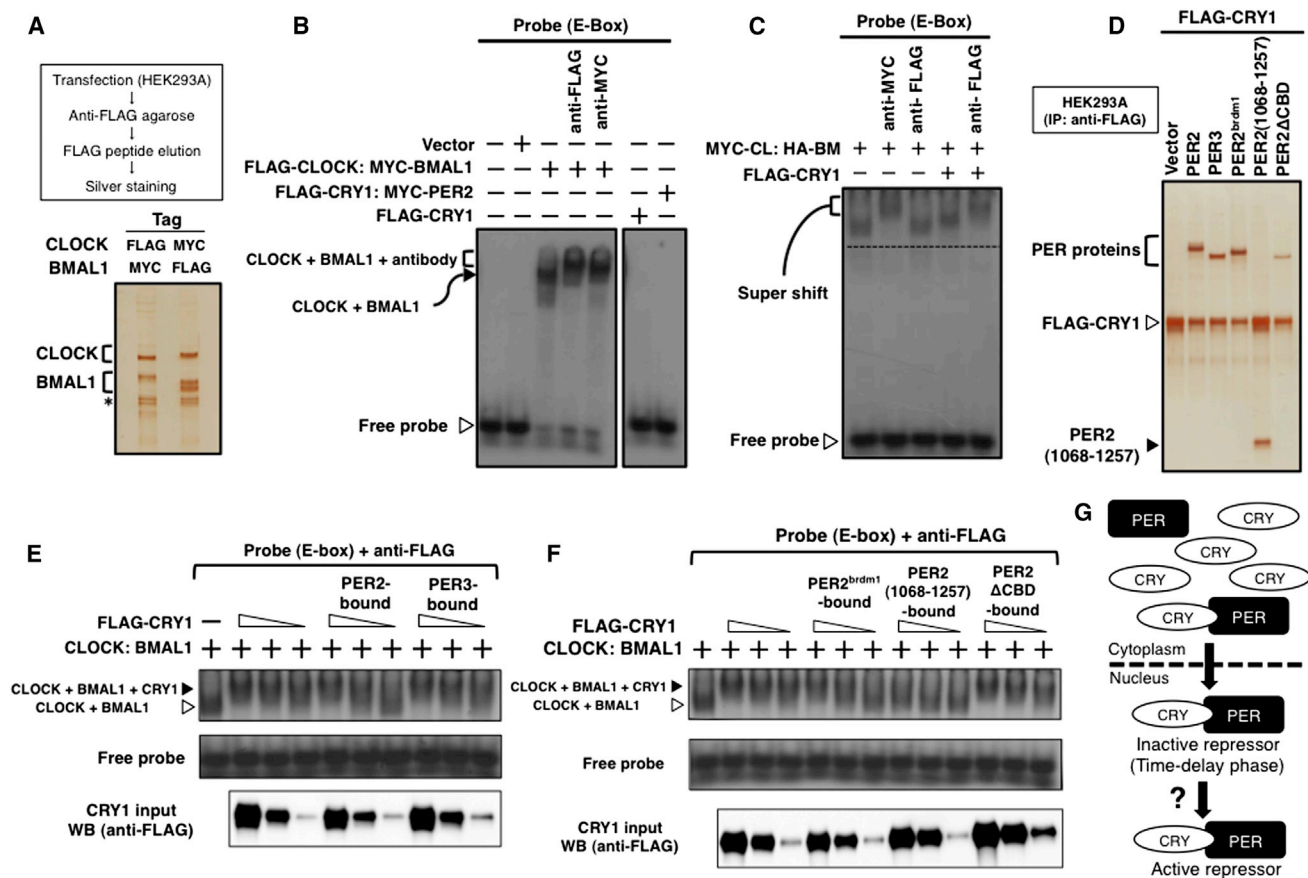 A
Transfection (HEK293A)
Anti-FLAG agarose
FLAG peptide elution
Silver staining
Tag
CLOCK FLAG MYC
BMAL1 MYC FLAG
CLOCK
BMAL1
*
B
Probe (E-Box)
anti-FLAG
anti-MYC
Vector — + — — — — —
FLAG-CLOCK: MYC-BMAL1 — — + + + — —
FLAG-CRY1: MYC-PER2 — — — — — — +
FLAG-CRY1 — — — — — + —
CLOCK + BMAL1 + antibody
CLOCK + BMAL1
Free probe
C
Probe (E-Box)
anti-MYC
anti- FLAG
anti- FLAG
MYC-CL: HA-BM + + + + +
FLAG-CRY1 — — — + +
Super shift
Free probe
D
FLAG-CRY1
HEK293A
(IP: anti-FLAG)
Vector
PER2
PER3
PER2brdm1
PER2(1068-1257)
PER2ΔCBD
PER proteins
FLAG-CRY1
PER2
(1068-1257)
E
Probe (E-box) + anti-FLAG
PER2-
bound
PER3-
bound
FLAG-CRY1 —
CLOCK: BMAL1 + + + + + + + + + +
CLOCK + BMAL1 + CRY1
CLOCK + BMAL1
Free probe
CRY1 input
WB (anti-FLAG)
F
Probe (E-box) + anti-FLAG
PER2brdm1
-bound
PER2
(1068-1257)
-bound
PER2
ΔCBD
-bound
FLAG-CRY1
CLOCK: BMAL1 + + + + + + + + + + + + +
CLOCK + BMAL1 + CRY1
CLOCK + BMAL1
Free probe
CRY1 input
WB (anti-FLAG)
G
PER CRY
CRY
CRY CRY
CRY PER
Cytoplasm
Nucleus
CRY PER
Inactive repressor
(Time-delay phase)
?
CRY PER
Active repressor